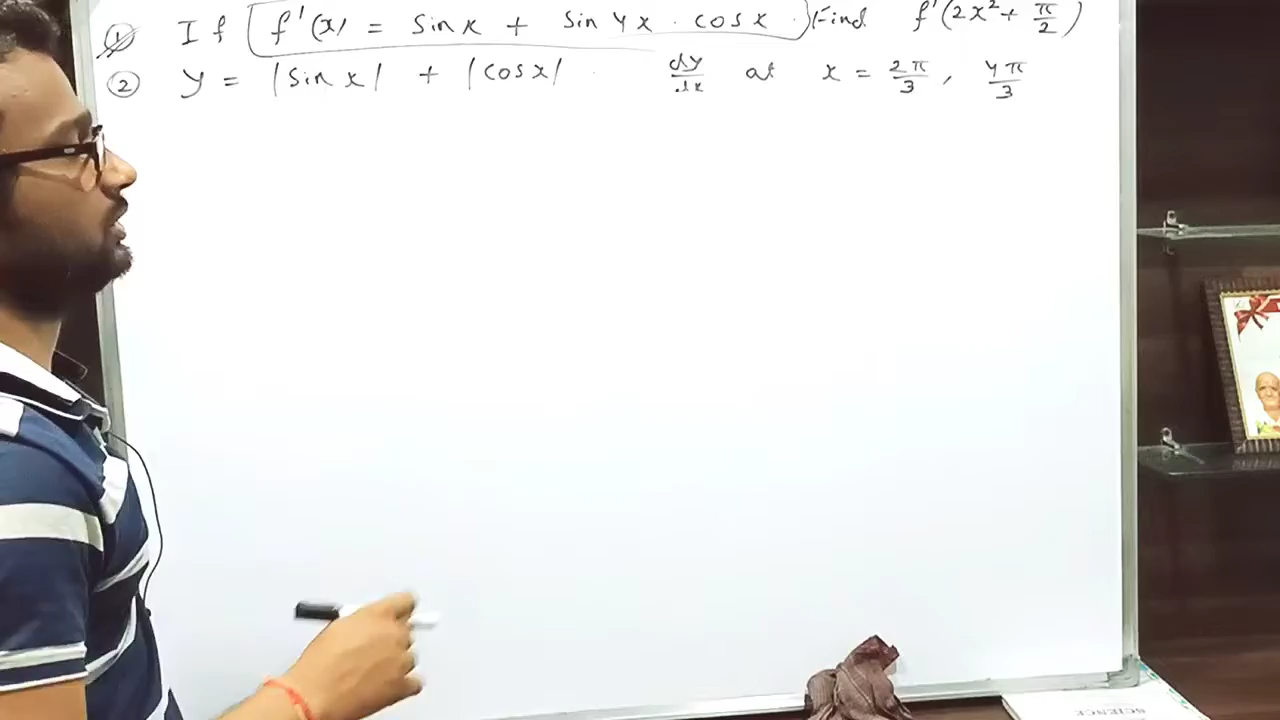 ① If f'(x) = Sin x + Sin 4x . Cos x . Find f'(2x² + π/2)
② y = |Sin x| + |Cos x| dy/dx at x = 2π/3, 4π/3
SCIENCE